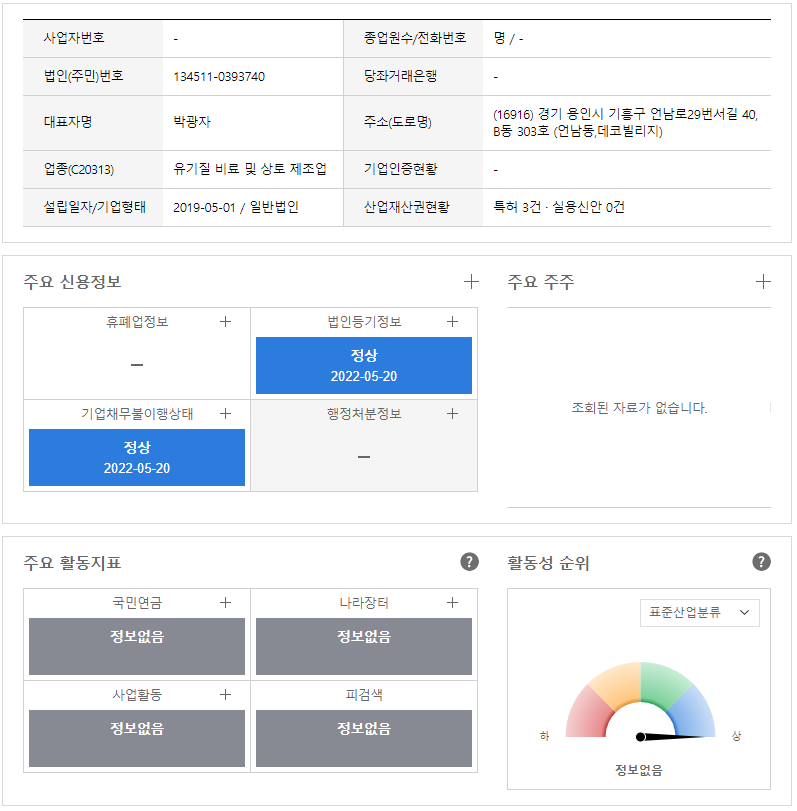 사업자번호 - 종업원수/전화번호 명 / -
법인(주민)번호 134511-0393740 당좌거래은행 -
대표자명 박광자 주소(도로명) (16916) 경기 용인시 기흥구 언남로29번서길 40,
B동 303호 (언남동,데코빌리지)
업종(C20313) 유기질 비료 및 상토 제조업 기업인증현황 -
설립일자/기업형태 2019-05-01 / 일반법인 산업재산권현황 특허 3건 · 실용신안 0건
주요 신용정보 +
휴폐업정보 + 법인등기정보 +
– 정상
2022-05-20
기업채무불이행상태 + 행정처분정보 +
정상 –
2022-05-20
주요 주주 +
조회된 자료가 없습니다.
주요 활동지표 ?
국민연금 + 나라장터 +
정보없음 정보없음
사업활동 + 피검색
정보없음 정보없음
활동성 순위 ?
표준산업분류
하 상
정보없음